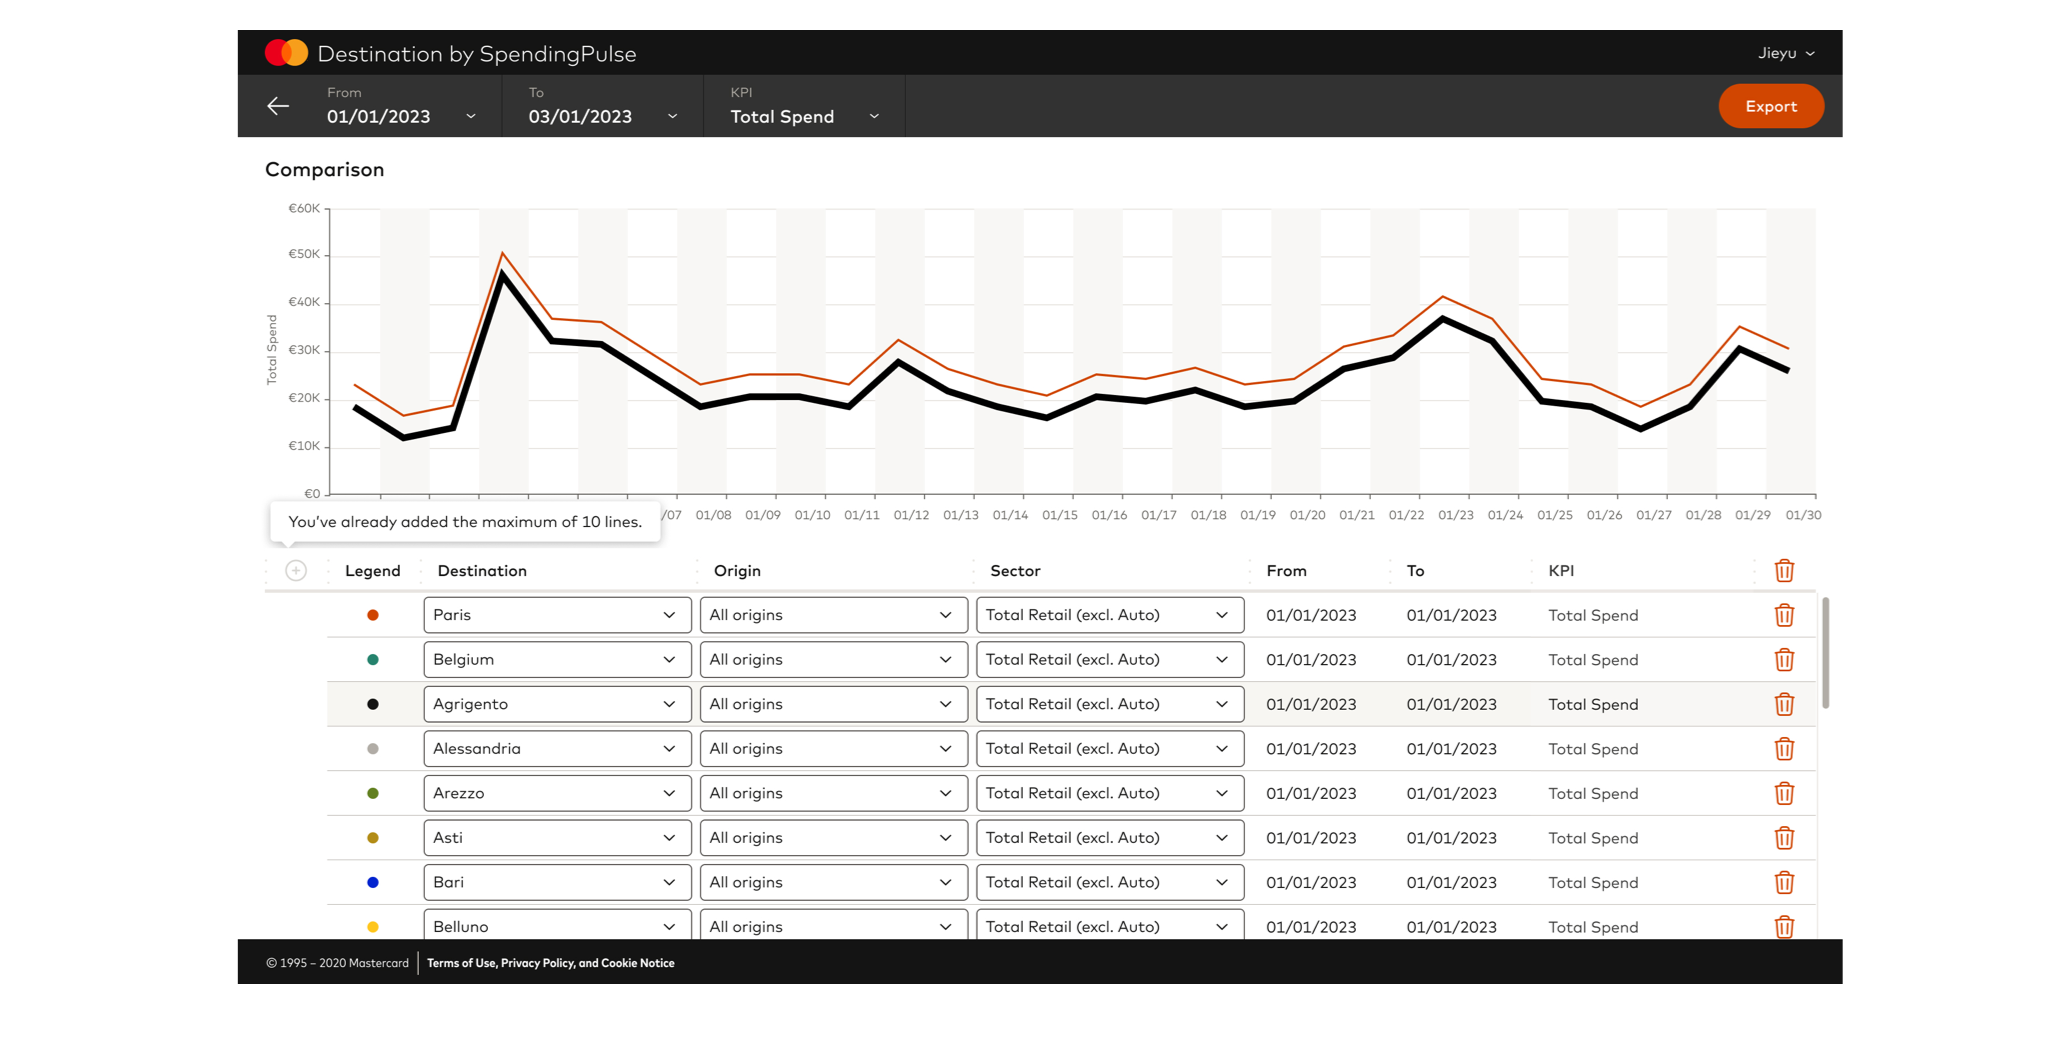 Destination by SpendingPulse
Jieyu
From
01/01/2023
To
03/01/2023
KPI
Total Spend
Export
Comparison
Total Spend
€60K
€50K
€40K
€30K
€20K
€10K
€0
/07 01/08 01/09 01/10 01/11 01/12 01/13 01/14 01/15 01/16 01/17 01/18 01/19 01/20 01/21 01/22 01/23 01/24 01/25 01/26 01/27 01/28 01/29 01/30
You've already added the maximum of 10 lines.
Legend Destination Origin Sector From To KPI
Paris All origins Total Retail (excl. Auto) 01/01/2023 01/01/2023 Total Spend
Belgium All origins Total Retail (excl. Auto) 01/01/2023 01/01/2023 Total Spend
Agrigento All origins Total Retail (excl. Auto) 01/01/2023 01/01/2023 Total Spend
Alessandria All origins Total Retail (excl. Auto) 01/01/2023 01/01/2023 Total Spend
Arezzo All origins Total Retail (excl. Auto) 01/01/2023 01/01/2023 Total Spend
Asti All origins Total Retail (excl. Auto) 01/01/2023 01/01/2023 Total Spend
Bari All origins Total Retail (excl. Auto) 01/01/2023 01/01/2023 Total Spend
Belluno All origins Total Retail (excl. Auto) 01/01/2023 01/01/2023 Total Spend
© 1995 – 2020 Mastercard Terms of Use, Privacy Policy, and Cookie Notice